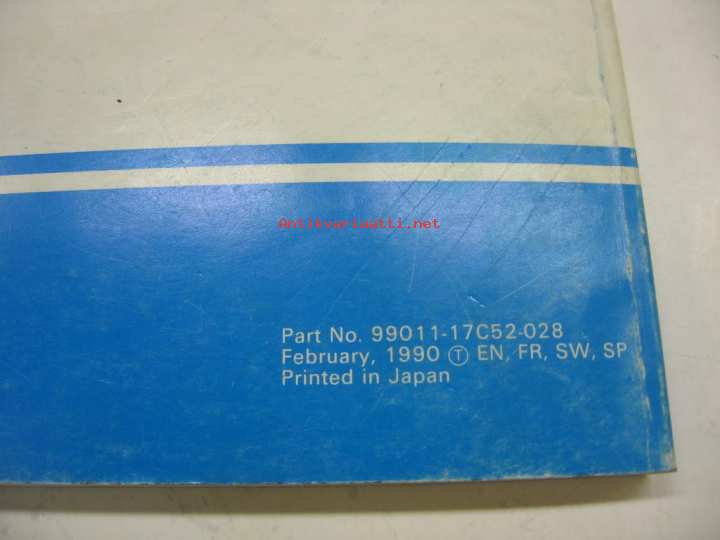 Antikvariaatti.net
Part No. 99011-17C52-028
February, 1990 Ⓣ EN, FR, SW, SP
Printed in Japan